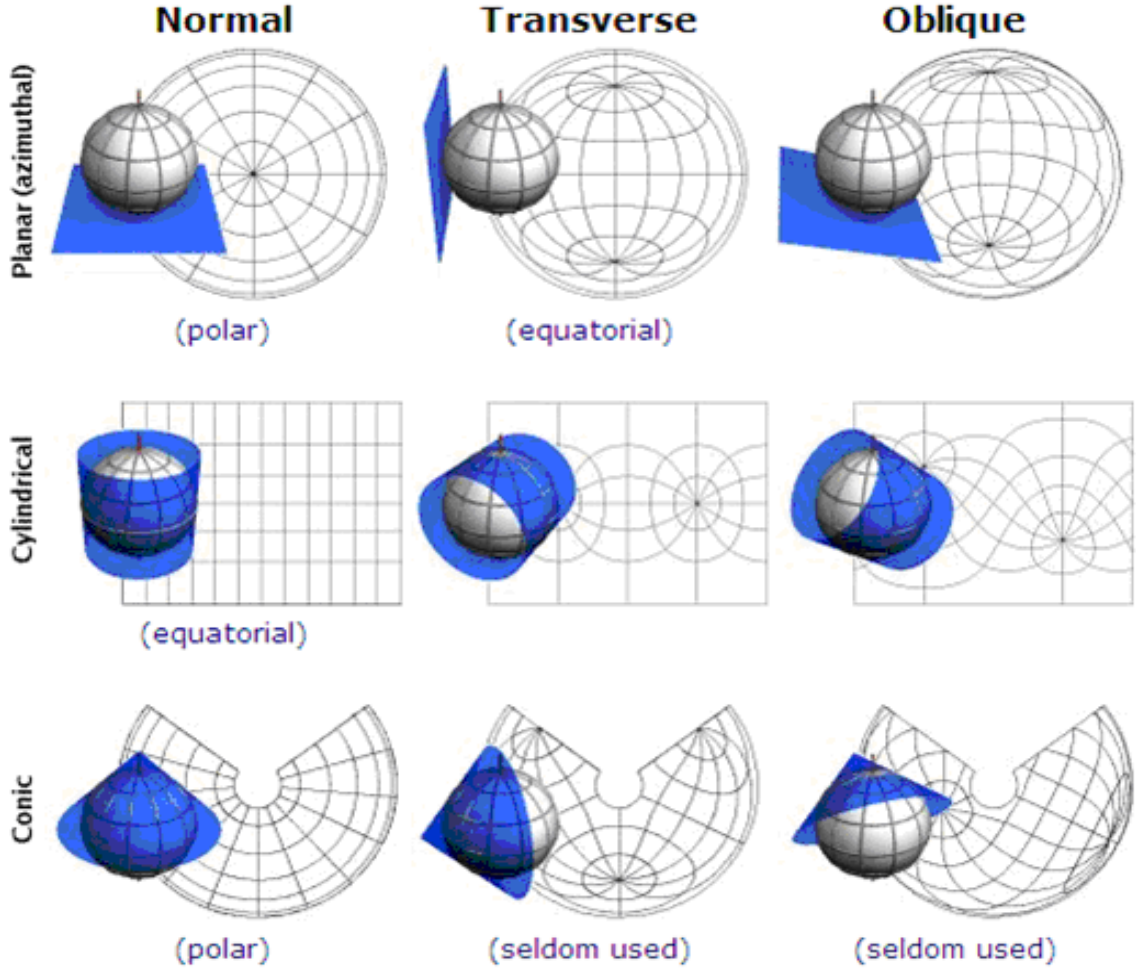 Normal
Transverse
Oblique
Planar (azimuthal)
(polar)
(equatorial)
Cylindrical
(equatorial)
Conic
(polar)
(seldom used)
(seldom used)